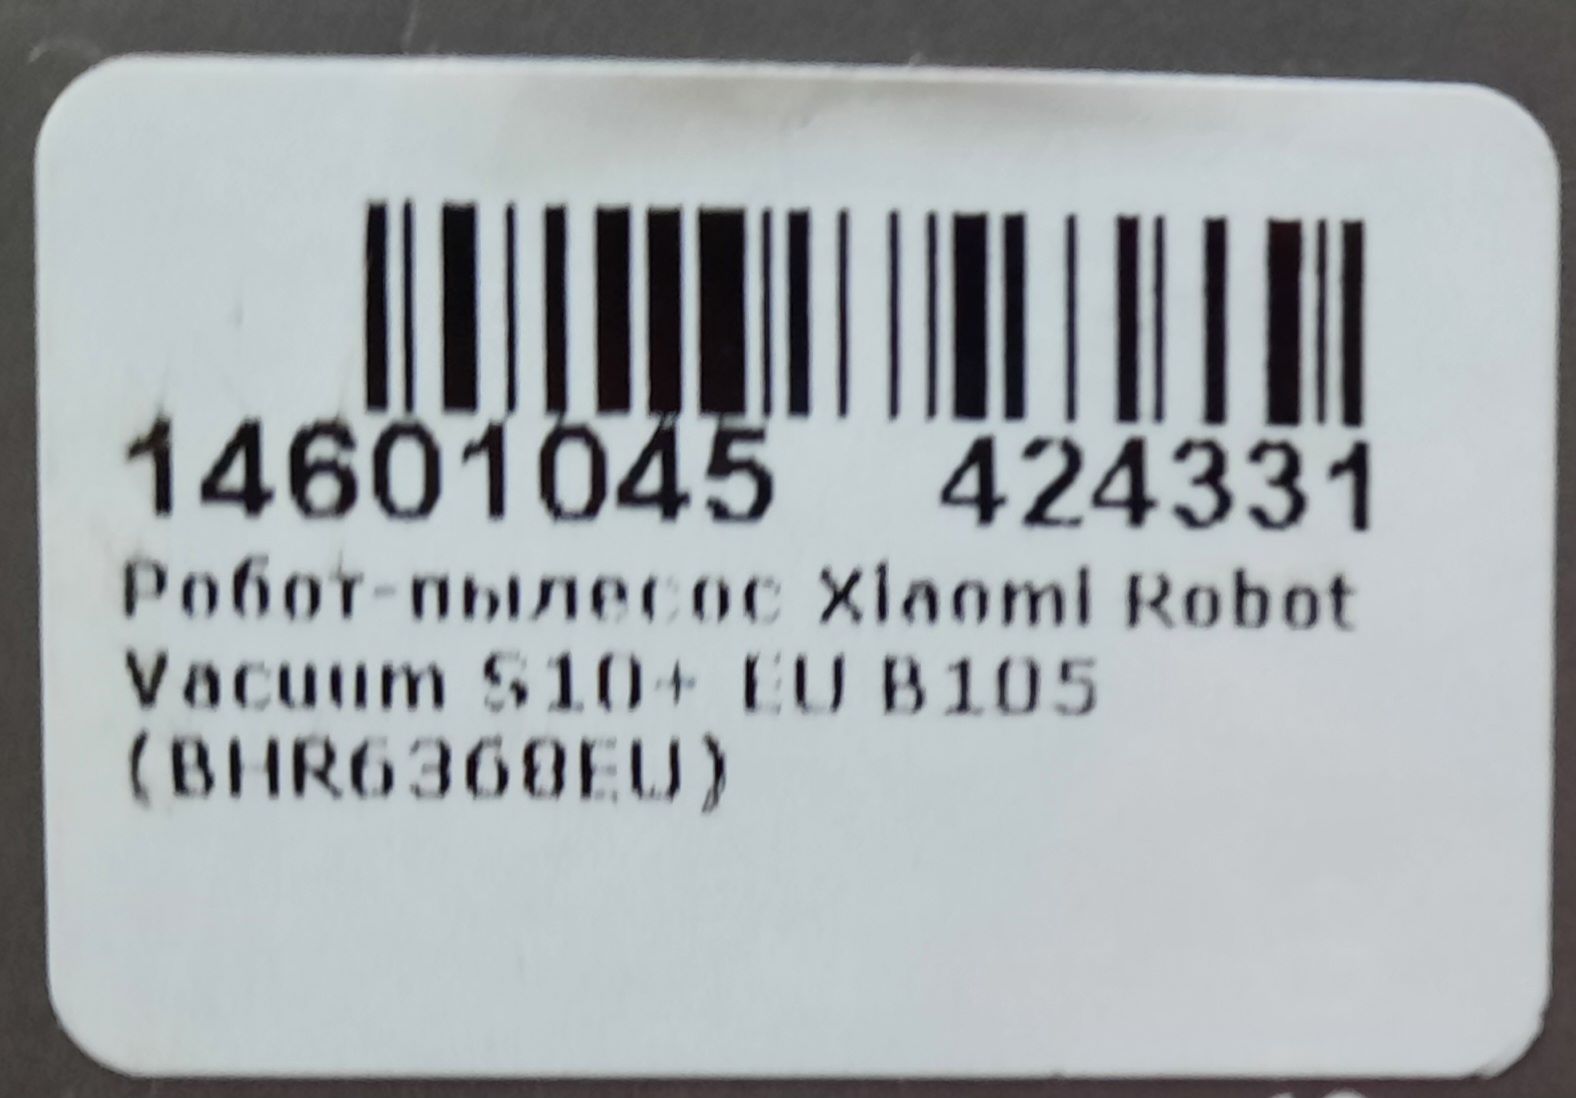 14601045 424331
Робот-пылесос Xiaomi Robot
Vacuum S10+ EU B105
(BHR6368EU)